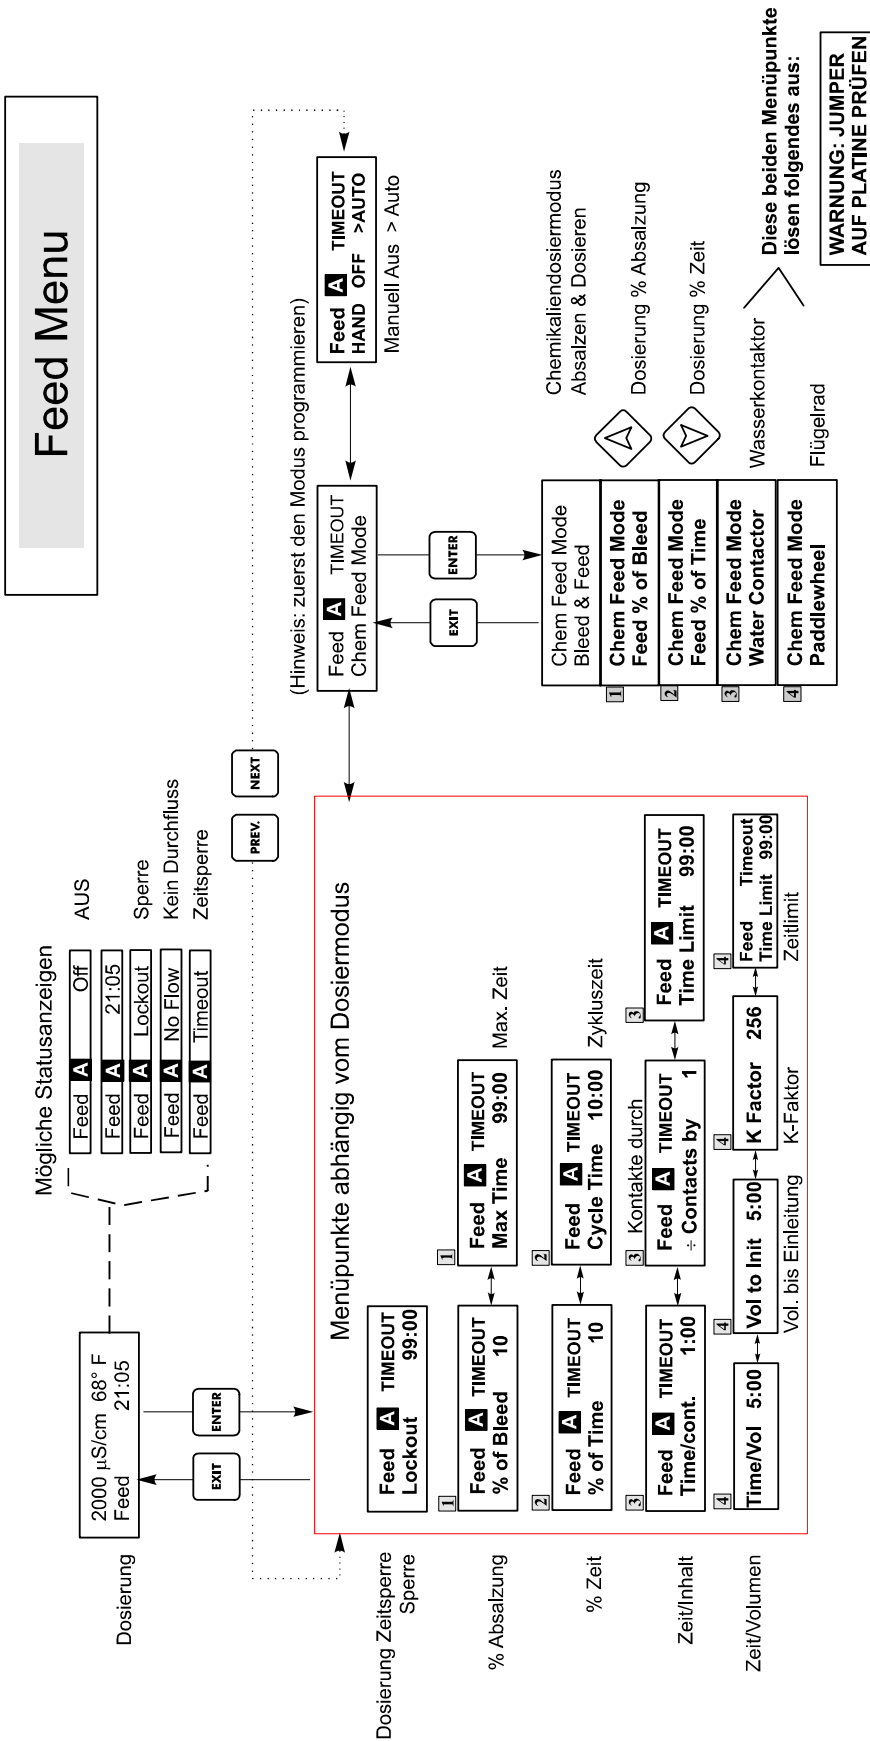 Feed Menu
Dosierung
2000 µS/cm 68° F
Feed 21:05
EXIT
ENTER
Mögliche Statusanzeigen
Feed A Off
AUS
Feed A 21:05
Feed A Lockout
Sperre
Feed A No Flow
Kein Durchfluss
Feed A Timeout
Zeitsperre
PREV.
NEXT
Menüpunkte abhängig vom Dosiermodus
Dosierung Zeitsperre
Sperre
Feed A TIMEOUT
Lockout 99:00
% Absalzung
1
Feed A TIMEOUT
% of Bleed 10
1
Feed A TIMEOUT
Max Time 99:00
Max. Zeit
% Zeit
2
Feed A TIMEOUT
% of Time 10
2
Feed A TIMEOUT
Cycle Time 10:00
Zykluszeit
Zeit/Inhalt
3
Feed A TIMEOUT
Time/cont. 1:00
3 Kontakte durch
Feed A TIMEOUT
÷ Contacts by 1
3
Feed A TIMEOUT
Time Limit 99:00
Zeit/Volumen
4
Time/Vol 5:00
4
Vol to Init 5:00
Vol. bis Einleitung
4
K Factor 256
K-Faktor
4
Feed Timeout
Time Limit 99:00
Zeitlimit
(Hinweis: zuerst den Modus programmieren)
Feed A TIMEOUT
Chem Feed Mode
Feed A TIMEOUT
HAND OFF >AUTO
Manuell Aus > Auto
EXIT
ENTER
Chem Feed Mode
Bleed & Feed
Chemikaliendosiermodus
Absalzen & Dosieren
1
Chem Feed Mode
Feed % of Bleed
Dosierung % Absalzung
2
Chem Feed Mode
Feed % of Time
Dosierung % Zeit
3
Chem Feed Mode
Water Contactor
Wasserkontaktor
4
Chem Feed Mode
Paddlewheel
Flügelrad
Diese beiden Menüpunkte
lösen folgendes aus:
WARNUNG: JUMPER
AUF PLATINE PRÜFEN